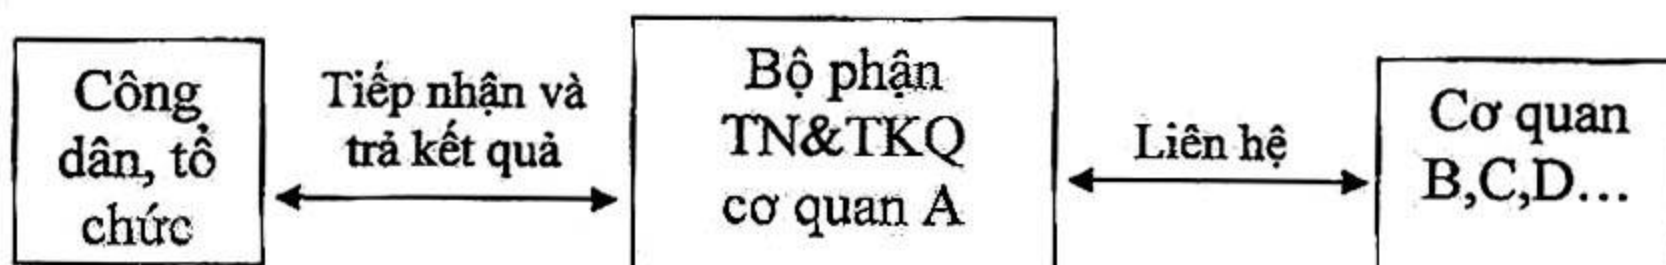 Công
dân, tổ
chức
Tiếp nhận và
trả kết quả
Bộ phận
TN&TKQ
cơ quan A
Liên hệ
Cơ quan
B,C,D...